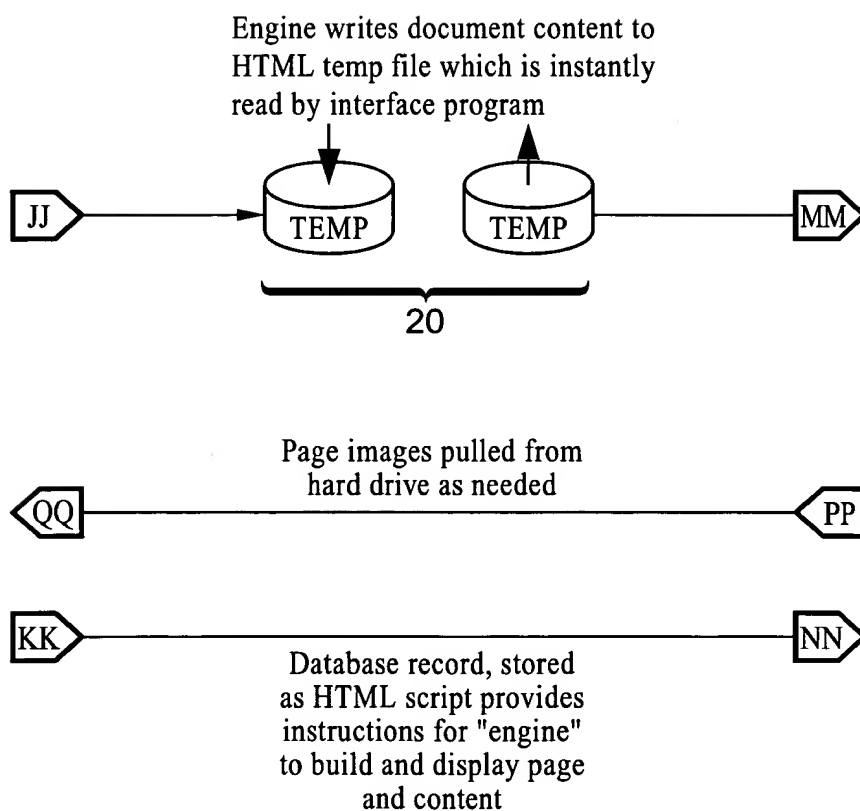 Engine writes document content to
HTML temp file which is instantly
read by interface program
JJ
TEMP
TEMP
MM
20
Page images pulled from
hard drive as needed
QQ
PP
KK
NN
Database record, stored
as HTML script provides
instructions for "engine"
to build and display page
and content